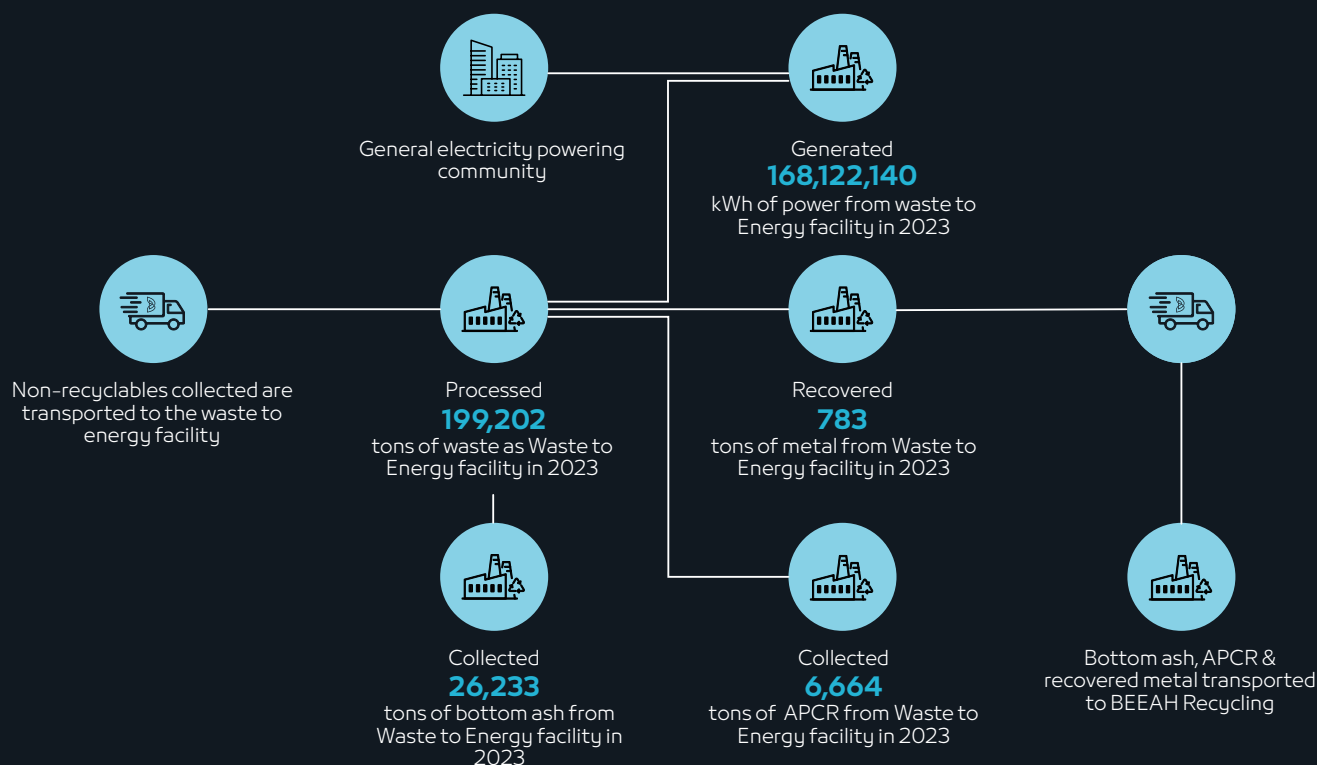 General electricity powering
community
Generated
168,122,140
kWh of power from waste to
Energy facility in 2023
Non-recyclables collected are
transported to the waste to
energy facility
Processed
199,202
tons of waste as Waste to
Energy facility in 2023
Recovered
783
tons of metal from Waste to
Energy facility in 2023
Collected
26,233
tons of bottom ash from
Waste to Energy facility in
2023
Collected
6,664
tons of APCR from Waste to
Energy facility in 2023
Bottom ash, APCR &
recovered metal transported
to BEEAH Recycling